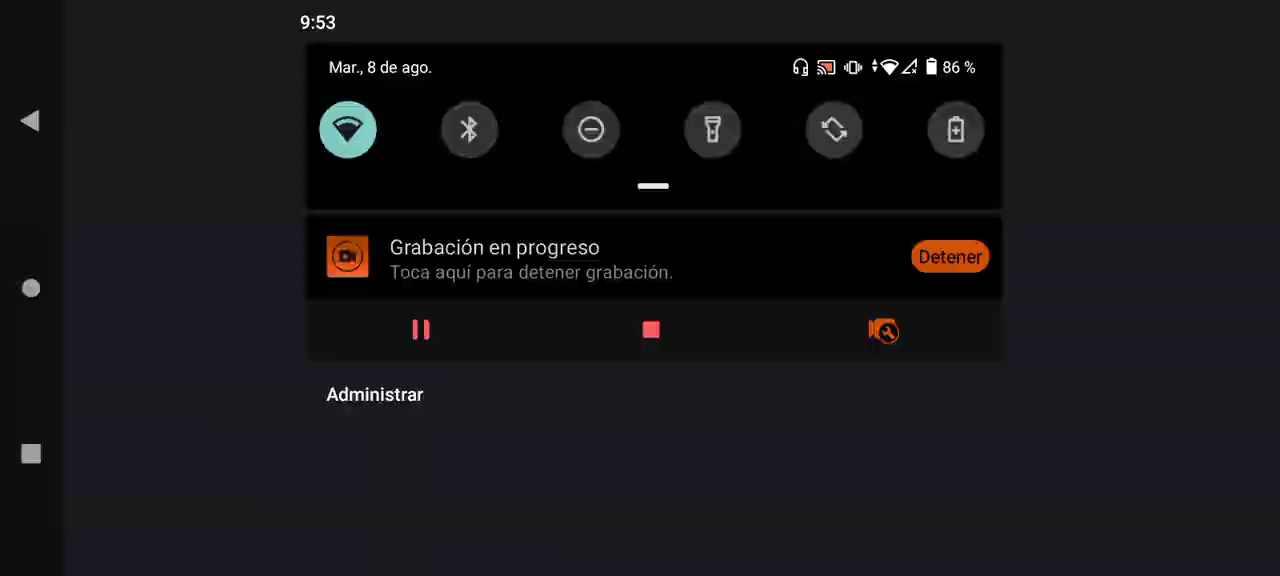 9:53
Mar., 8 de ago.
86 %
Grabación en progreso
Toca aquí para detener grabación.
Detener
Administrar